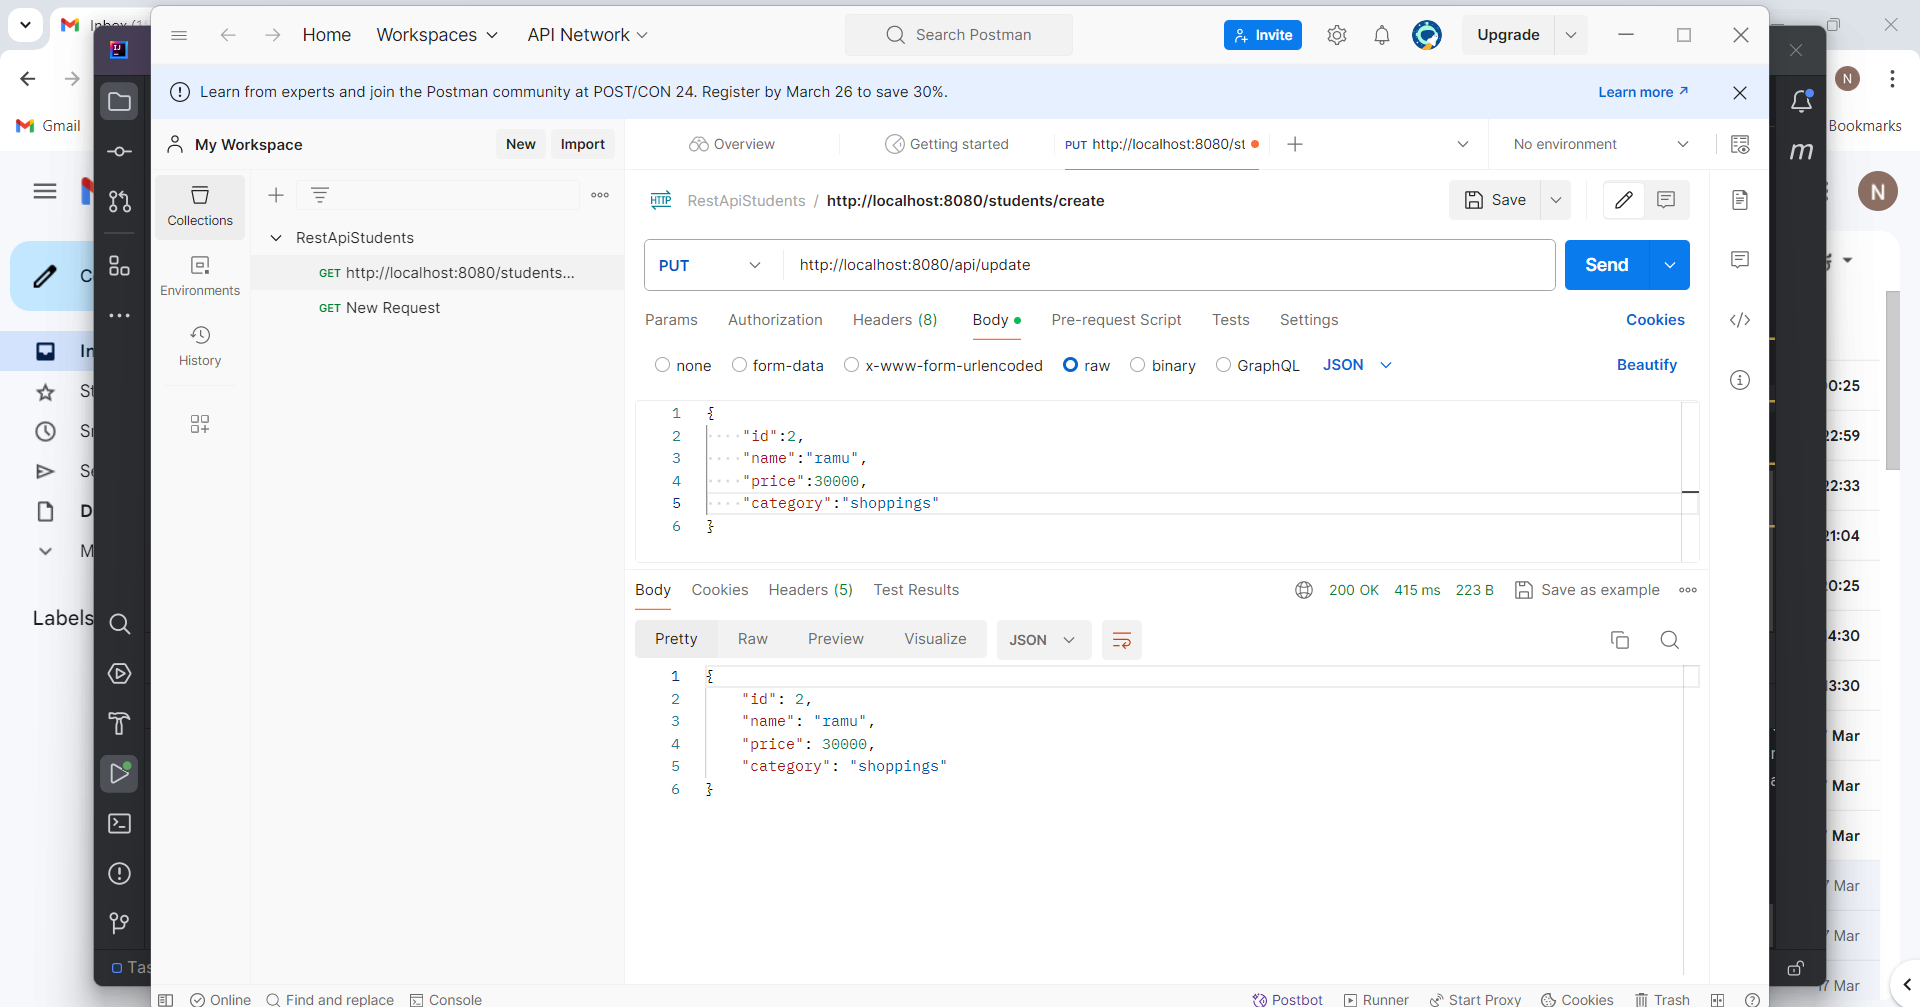 Home Workspaces API Network Search Postman Invite Upgrade
Learn from experts and join the Postman community at POST/CON 24. Register by March 26 to save 30%. Learn more
Gmail
Bookmarks
My Workspace New Import Overview Getting started PUT http://localhost:8080/st No environment
N
Collections
RestApiStudents / http://localhost:8080/students/create Save
N
RestApiStudents
GET http://localhost:8080/students...
Environments
GET New Request
PUT http://localhost:8080/api/update Send
History
Params Authorization Headers (8) Body Pre-request Script Tests Settings Cookies
none form-data x-www-form-urlencoded raw binary GraphQL JSON Beautify
1 {
2 "id":2,
3 "name":"ramu",
4 "price":30000,
5 "category":"shoppings"
6 }
Body Cookies Headers (5) Test Results 200 OK 415 ms 223 B Save as example
Pretty Raw Preview Visualize JSON
1 {
2 "id": 2,
3 "name": "ramu",
4 "price": 30000,
5 "category": "shoppings"
6 }
Labels
0:25
22:59
22:33
21:04
20:25
4:30
3:30
Mar
Mar
Mar
7 Mar
7 Mar
17 Mar
Online Find and replace Console Postbot Runner Start Proxy Cookies Trash